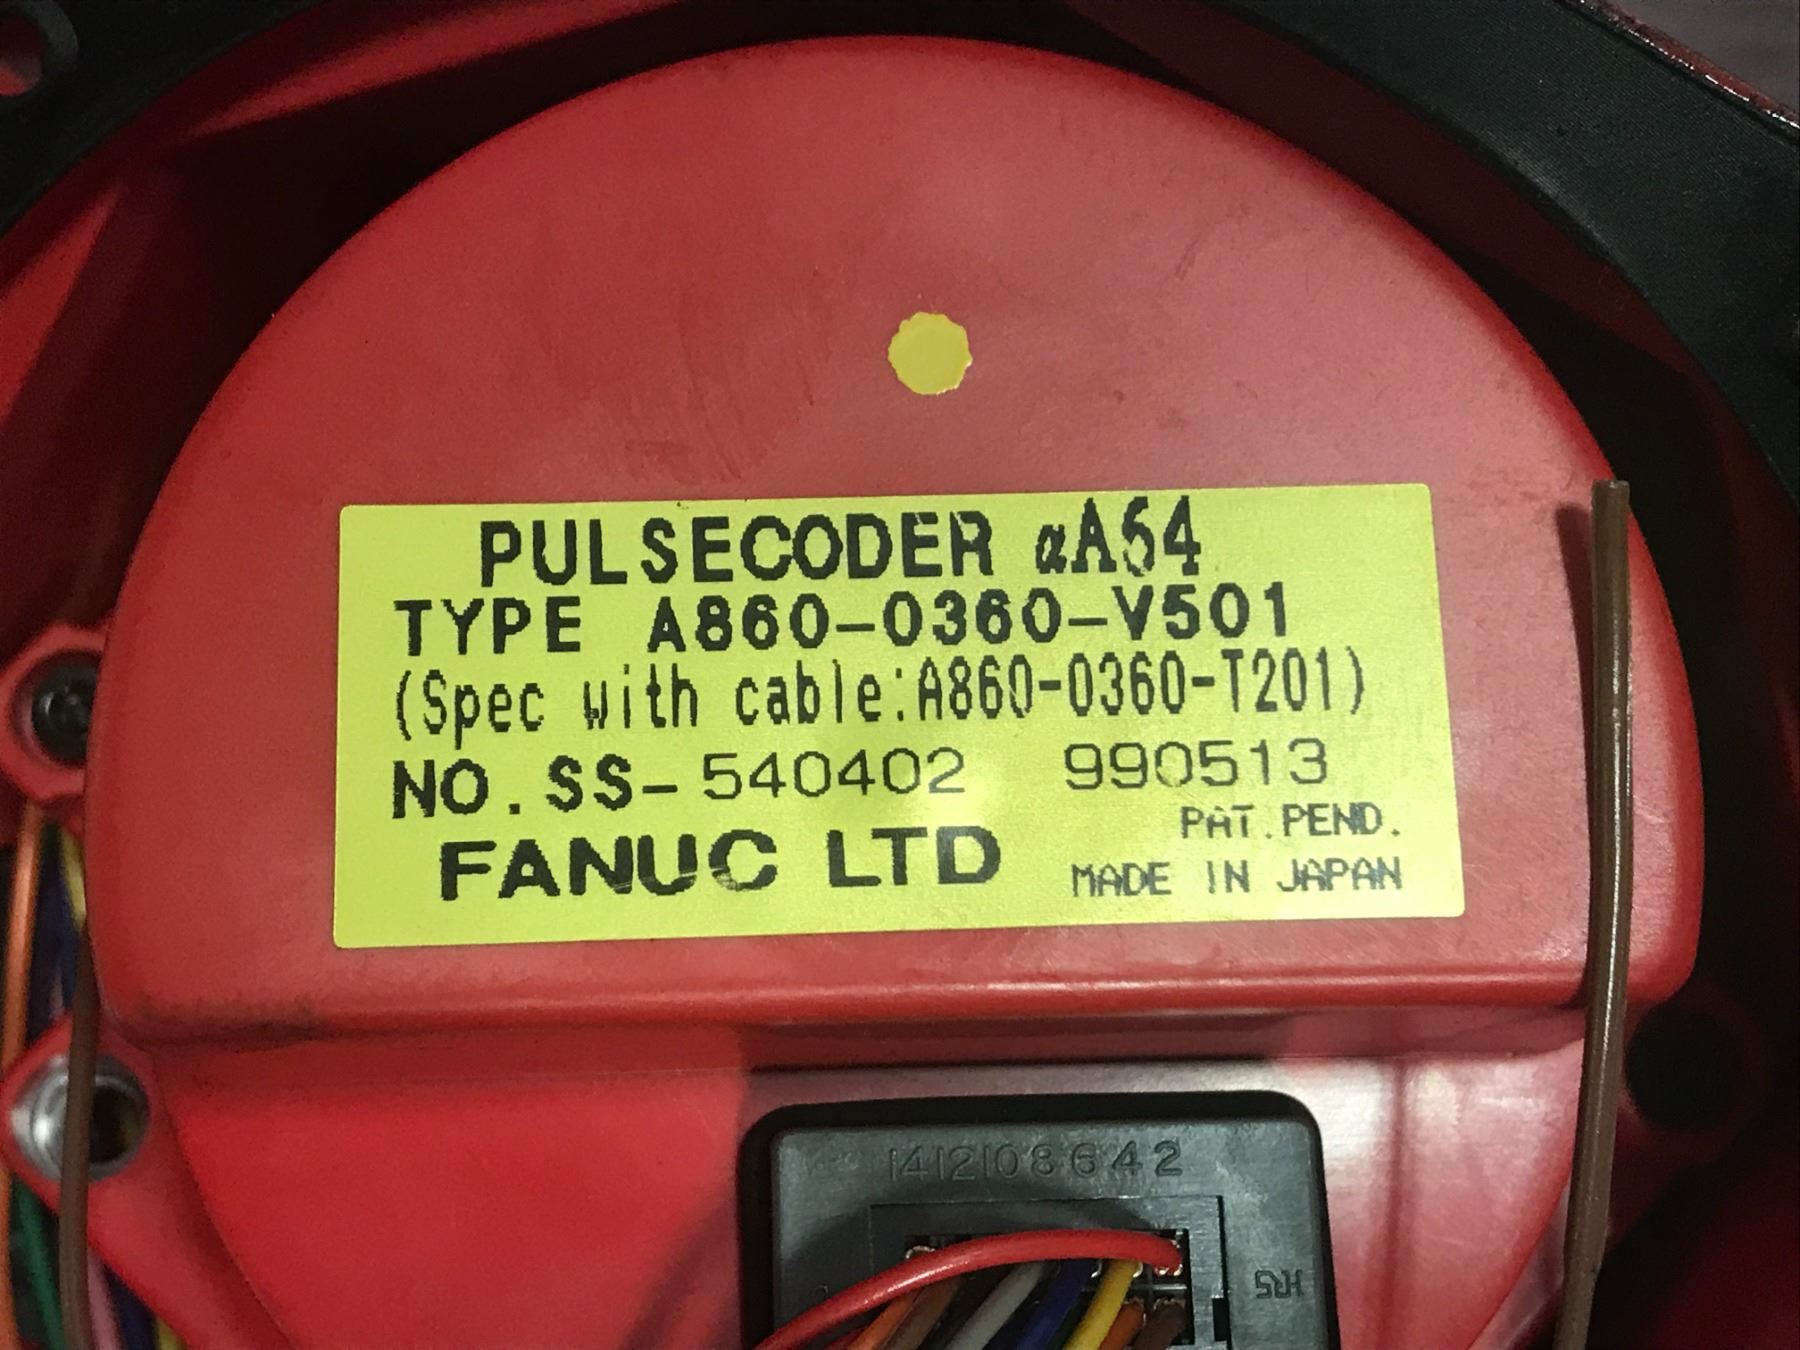 PULSECODER αA64
TYPE A860-0360-V501
(Spec with cable:A860-0360-T201)
NO. SS- 540402 990513
FANUC LTD
PAT. PEND.
MADE IN JAPAN
1412108642
HRS